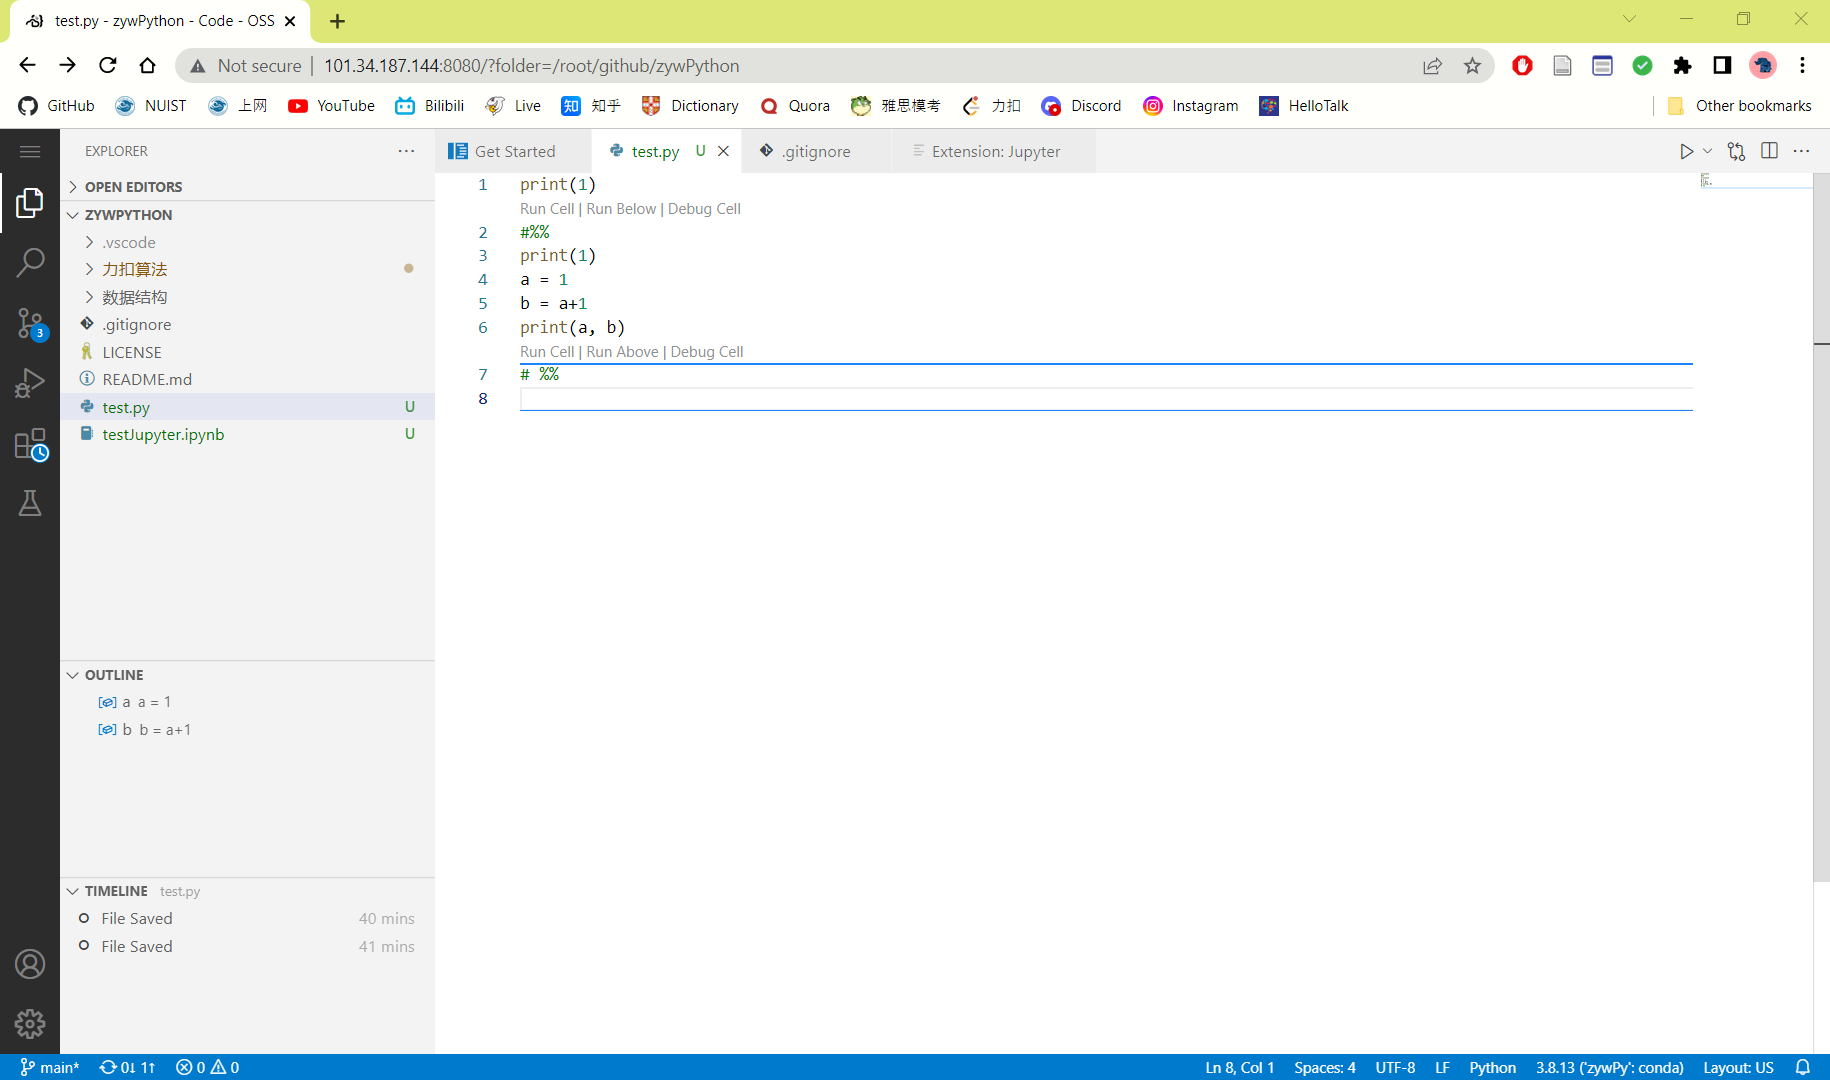 test.py - zywPython - Code - OSS
Not secure | 101.34.187.144:8080/?folder=/root/github/zywPython
GitHub NUIST 上网 YouTube Bilibili Live 知 知乎 Dictionary Quora 雅思模考 力扣 Discord Instagram HelloTalk Other bookmarks
EXPLORER
OPEN EDITORS
ZYWPYTHON
.vscode
力扣算法
数据结构
.gitignore
LICENSE
README.md
test.py U
testJupyter.ipynb U
3
OUTLINE
a a = 1
b b = a+1
TIMELINE test.py
File Saved 40 mins
File Saved 41 mins
Get Started test.py U .gitignore Extension: Jupyter
1 print(1)
Run Cell | Run Below | Debug Cell
2 #%%
3 print(1)
4 a = 1
5 b = a+1
6 print(a, b)
Run Cell | Run Above | Debug Cell
7 # %%
8
main* 0↓ 1↑ 0 0 Ln 8, Col 1 Spaces: 4 UTF-8 LF Python 3.8.13 ('zywPy': conda) Layout: US